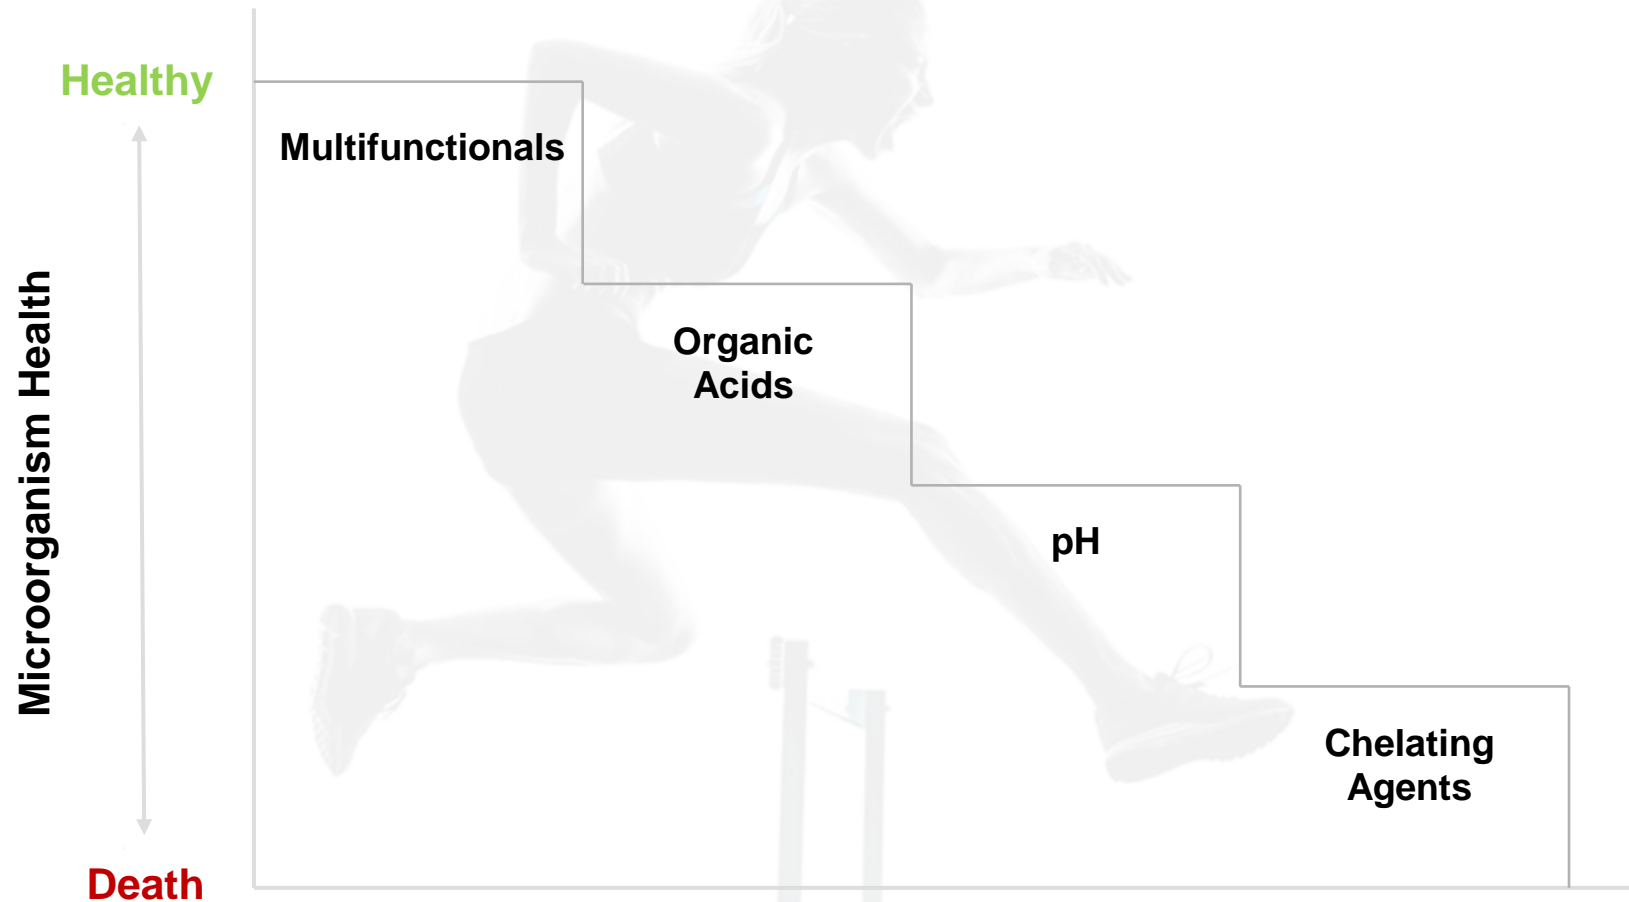 Healthy
Multifunctionals
Microorganism Health
Organic
Acids
pH
Chelating
Agents
Death